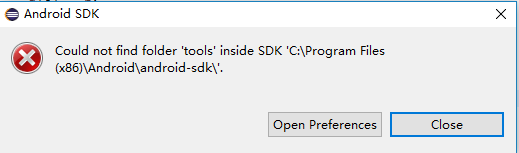 Android SDK
Could not find folder 'tools' inside SDK 'C:\Program Files
(x86)\Android\android-sdk\'.
Open Preferences
Close